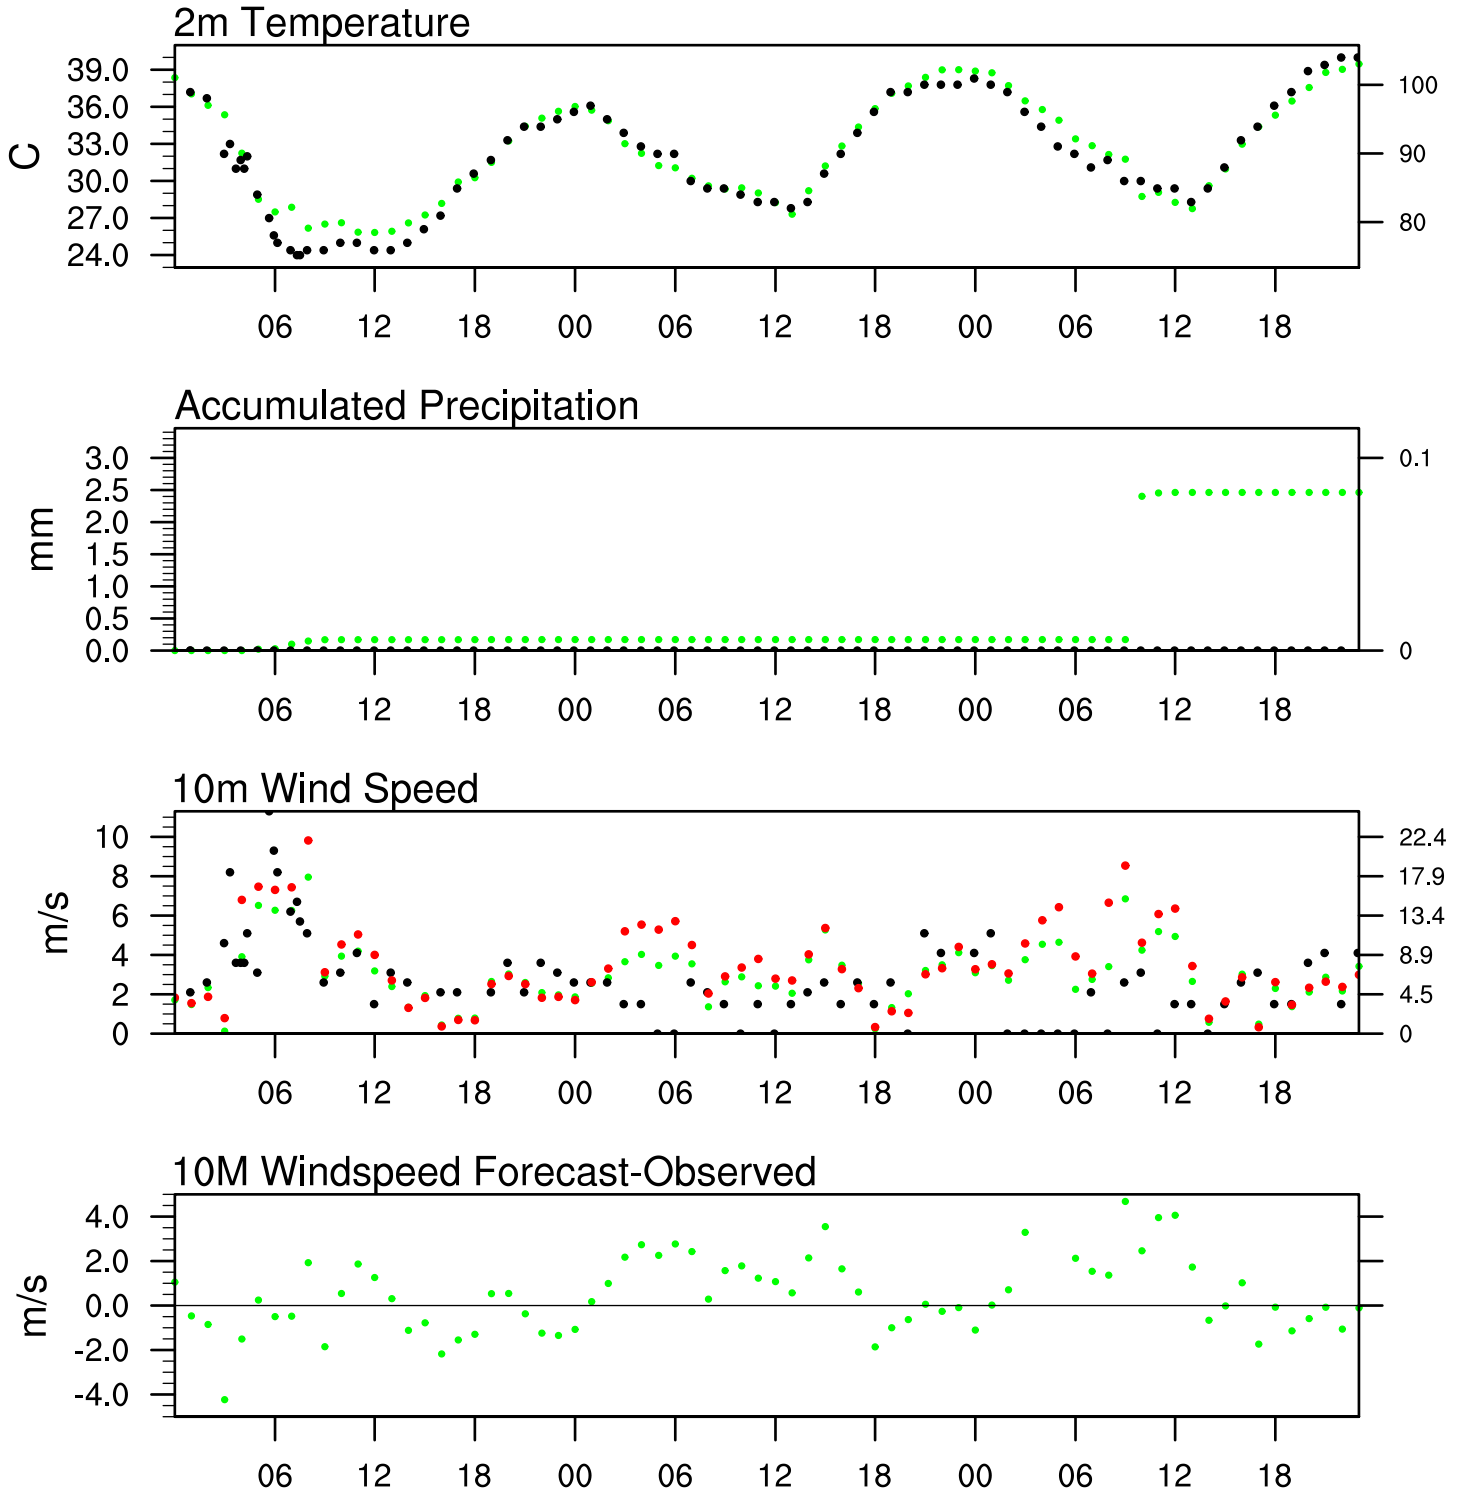 2m Temperature
39.0
36.0
33.0
30.0
27.0
24.0
C
100
90
80
06 12 18 00 06 12 18 00 06 12 18
Accumulated Precipitation
3.0
2.5
2.0
1.5
1.0
0.5
0.0
mm
0.1
0
06 12 18 00 06 12 18 00 06 12 18
10m Wind Speed
10
8
6
4
2
0
m/s
22.4
17.9
13.4
8.9
4.5
0
06 12 18 00 06 12 18 00 06 12 18
10M Windspeed Forecast-Observed
4.0
2.0
0.0
-2.0
-4.0
m/s
06 12 18 00 06 12 18 00 06 12 18